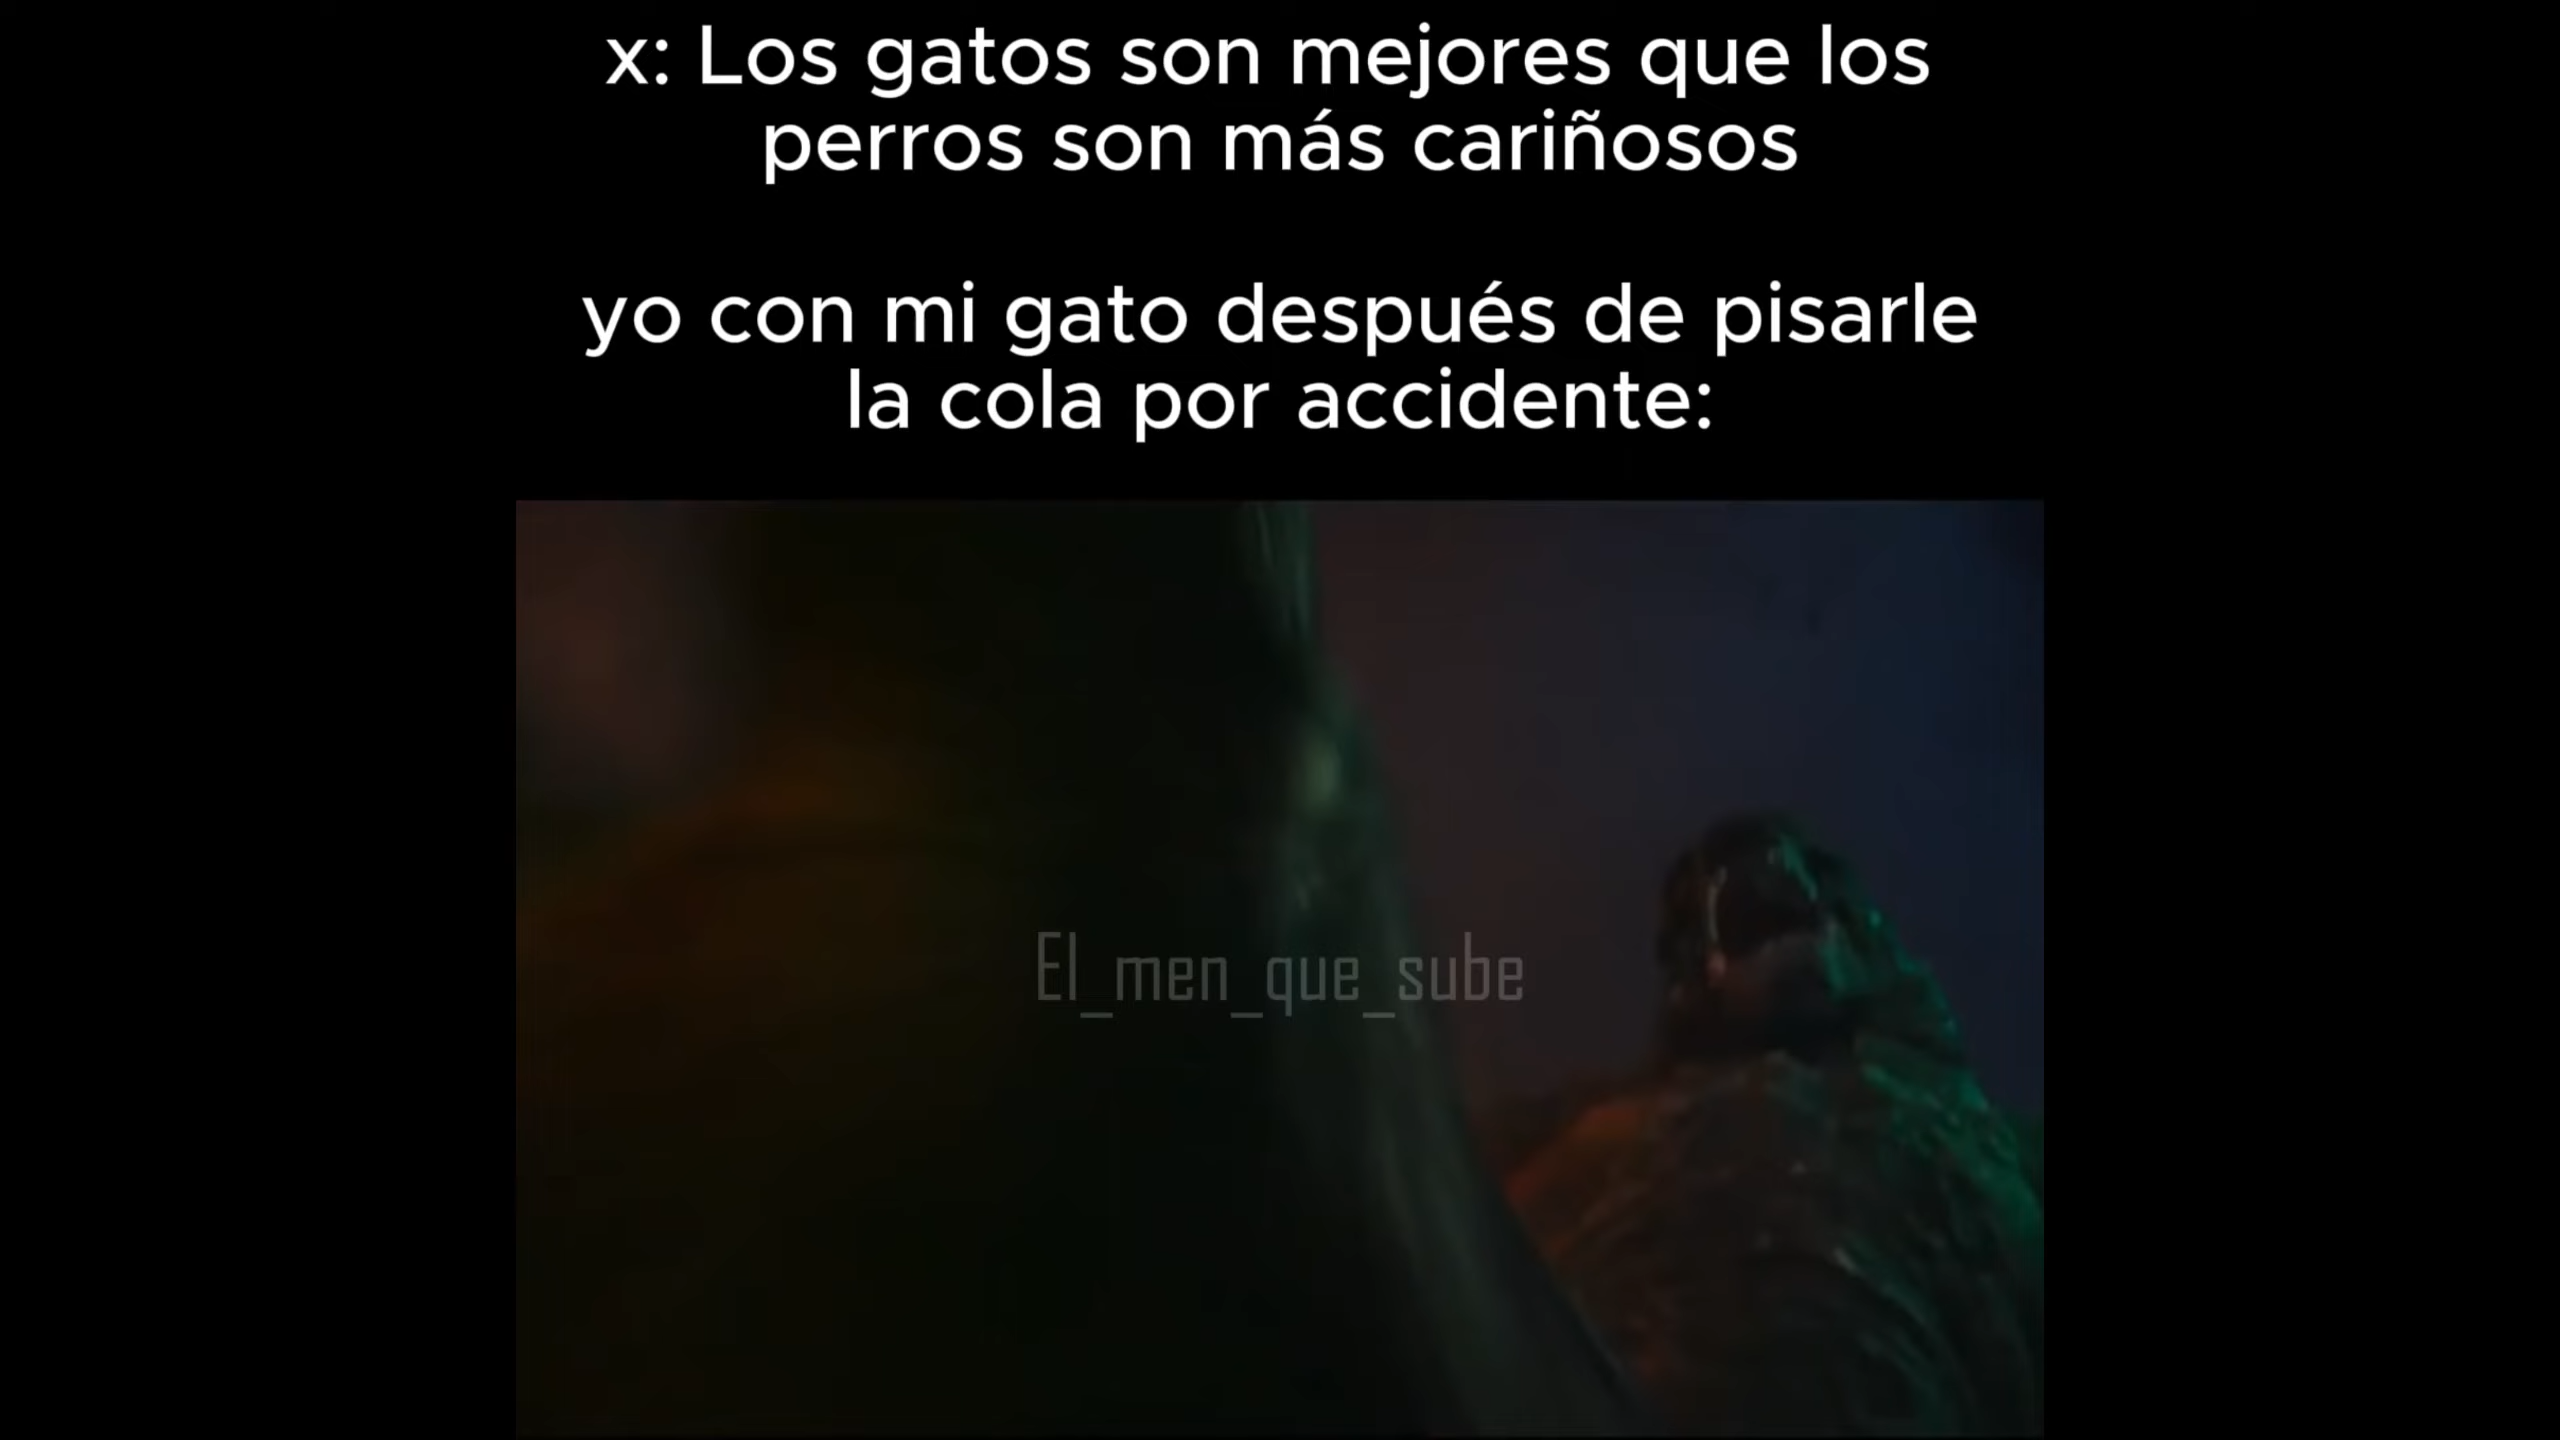 x: Los gatos son mejores que los
perros son más cariñosos
yo con mi gato después de pisarle
la cola por accidente:
El_men_que_sube